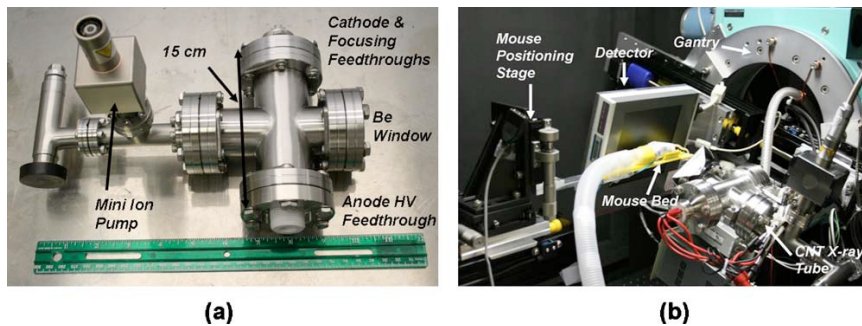 Cathode &
Focusing
Feedthroughs
15 cm
Be
Window
Mini Ion
Pump
Anode HV
Feedthrough
(a)
Mouse
Positioning
Stage
Detector
Gantry
Mouse Bed
CNT X-ray
Tube
(b)